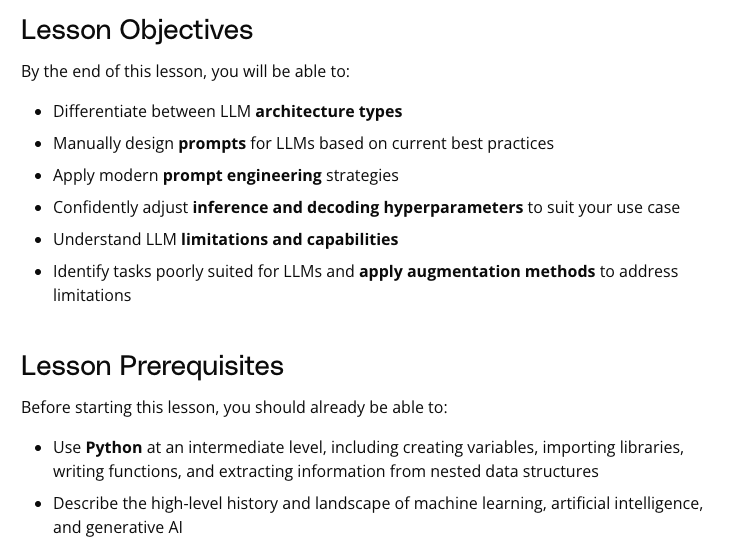 Lesson Objectives
By the end of this lesson, you will be able to:
• Differentiate between LLM architecture types
• Manually design prompts for LLMs based on current best practices
• Apply modern prompt engineering strategies
• Confidently adjust inference and decoding hyperparameters to suit your use case
• Understand LLM limitations and capabilities
• Identify tasks poorly suited for LLMs and apply augmentation methods to address
limitations
Lesson Prerequisites
Before starting this lesson, you should already be able to:
• Use Python at an intermediate level, including creating variables, importing libraries,
writing functions, and extracting information from nested data structures
• Describe the high-level history and landscape of machine learning, artificial intelligence,
and generative AI